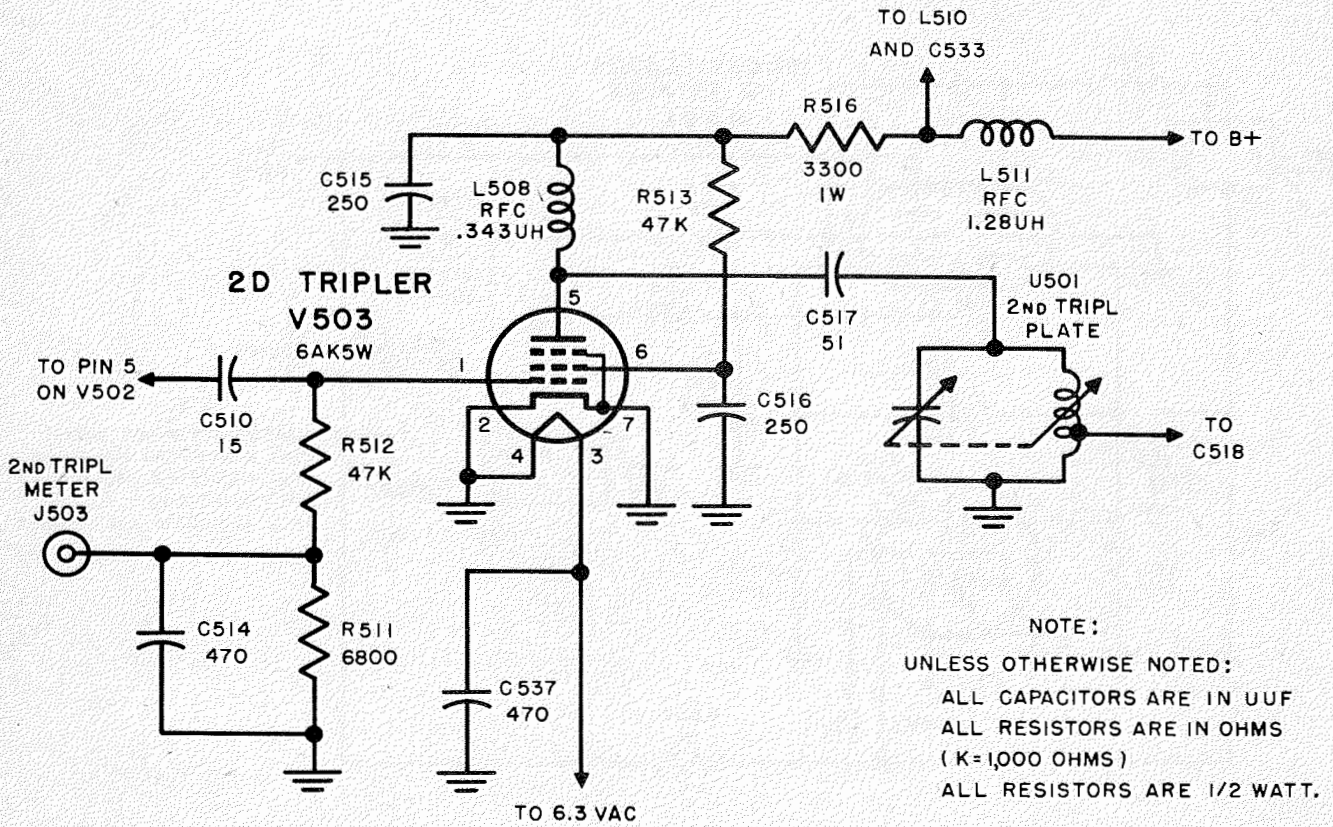 TO L510
AND C533
R516
3300
1W
TO B+
L511
RFC
1.28UH
C515
250
L508
RFC
.343UH
R513
47K
2D TRIPLER
V503
6AK5W
5
C517
51
U501
2ND TRIPL
PLATE
TO PIN 5
ON V502
1
6
C510
15
2
7
4
3
C516
250
TO
C518
R512
47K
2ND TRIPL
METER
J503
C514
470
R511
6800
C537
470
TO 6.3 VAC
NOTE:
UNLESS OTHERWISE NOTED:
ALL CAPACITORS ARE IN UUF
ALL RESISTORS ARE IN OHMS
(K=1,000 OHMS)
ALL RESISTORS ARE 1/2 WATT.